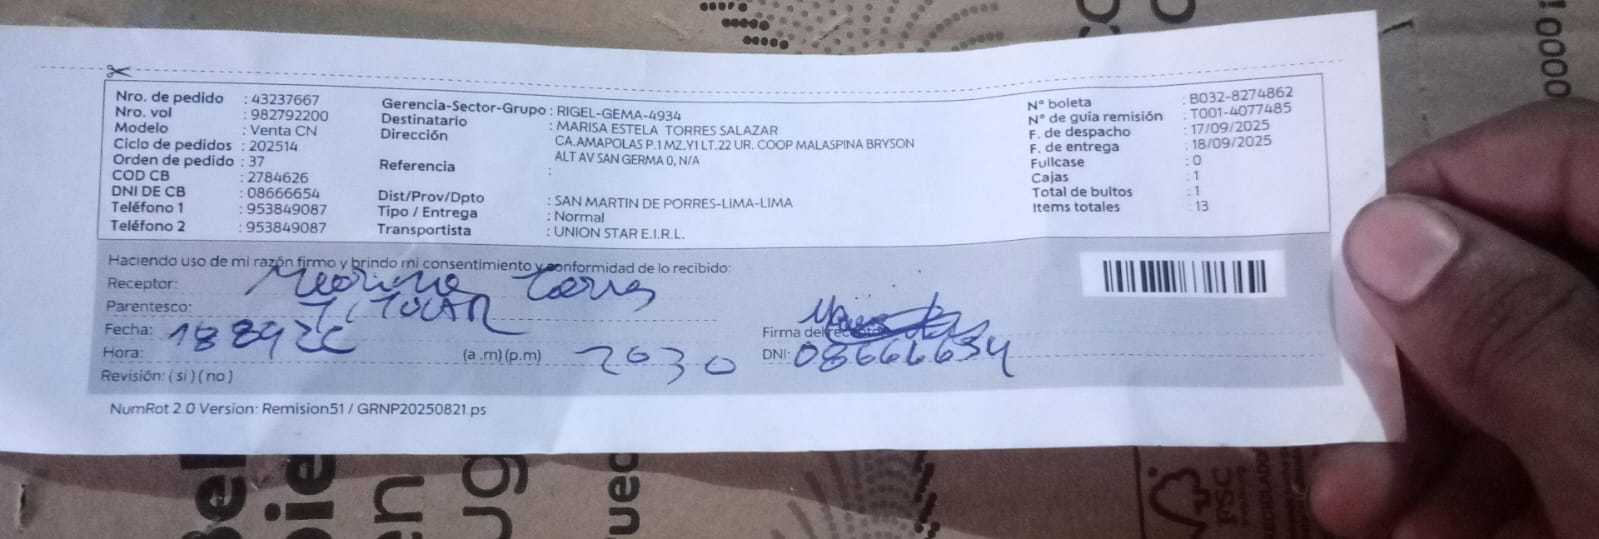 Nro. de pedido : 43237667
Nro. vol : 982792200
Modelo : Venta CN
Ciclo de pedidos : 202514
Orden de pedido : 37
COD CB : 2784626
DNI DE CB : 08666654
Teléfono 1 : 953849087
Teléfono 2 : 953849087
Gerencia-Sector-Grupo : RIGEL-GEMA-4934
Destinatario : MARISA ESTELA TORRES SALAZAR
Dirección CA.AMAPOLAS P.1 MZ.Y1 LT.22 UR. COOP MALASPINA BRYSON
ALT AV SAN GERMA 0, N/A
Referencia :
Dist/Prov/Dpto : SAN MARTIN DE PORRES-LIMA-LIMA
Tipo / Entrega : Normal
Transportista : UNION STAR E.I.R.L.
N° boleta : B032-8274862
N° de guía remisión : T001-4077485
F. de despacho : 17/09/2025
F. de entrega : 18/09/2025
Fullcase : 0
Cajas : 1
Total de bultos : 1
Items totales : 13
Haciendo uso de mi razón firmo y brindo mi consentimiento y conformidad de lo recibido:
Receptor:
Parentesco: TITULAR
Fecha:
Firma del receptor
Hora: (a .m) (p.m) 2030 DNI: 08666654
Revisión: ( si ) ( no )
NumRot 2.0 Version: Remision51 / GRNP20250821.ps
00001
FSC